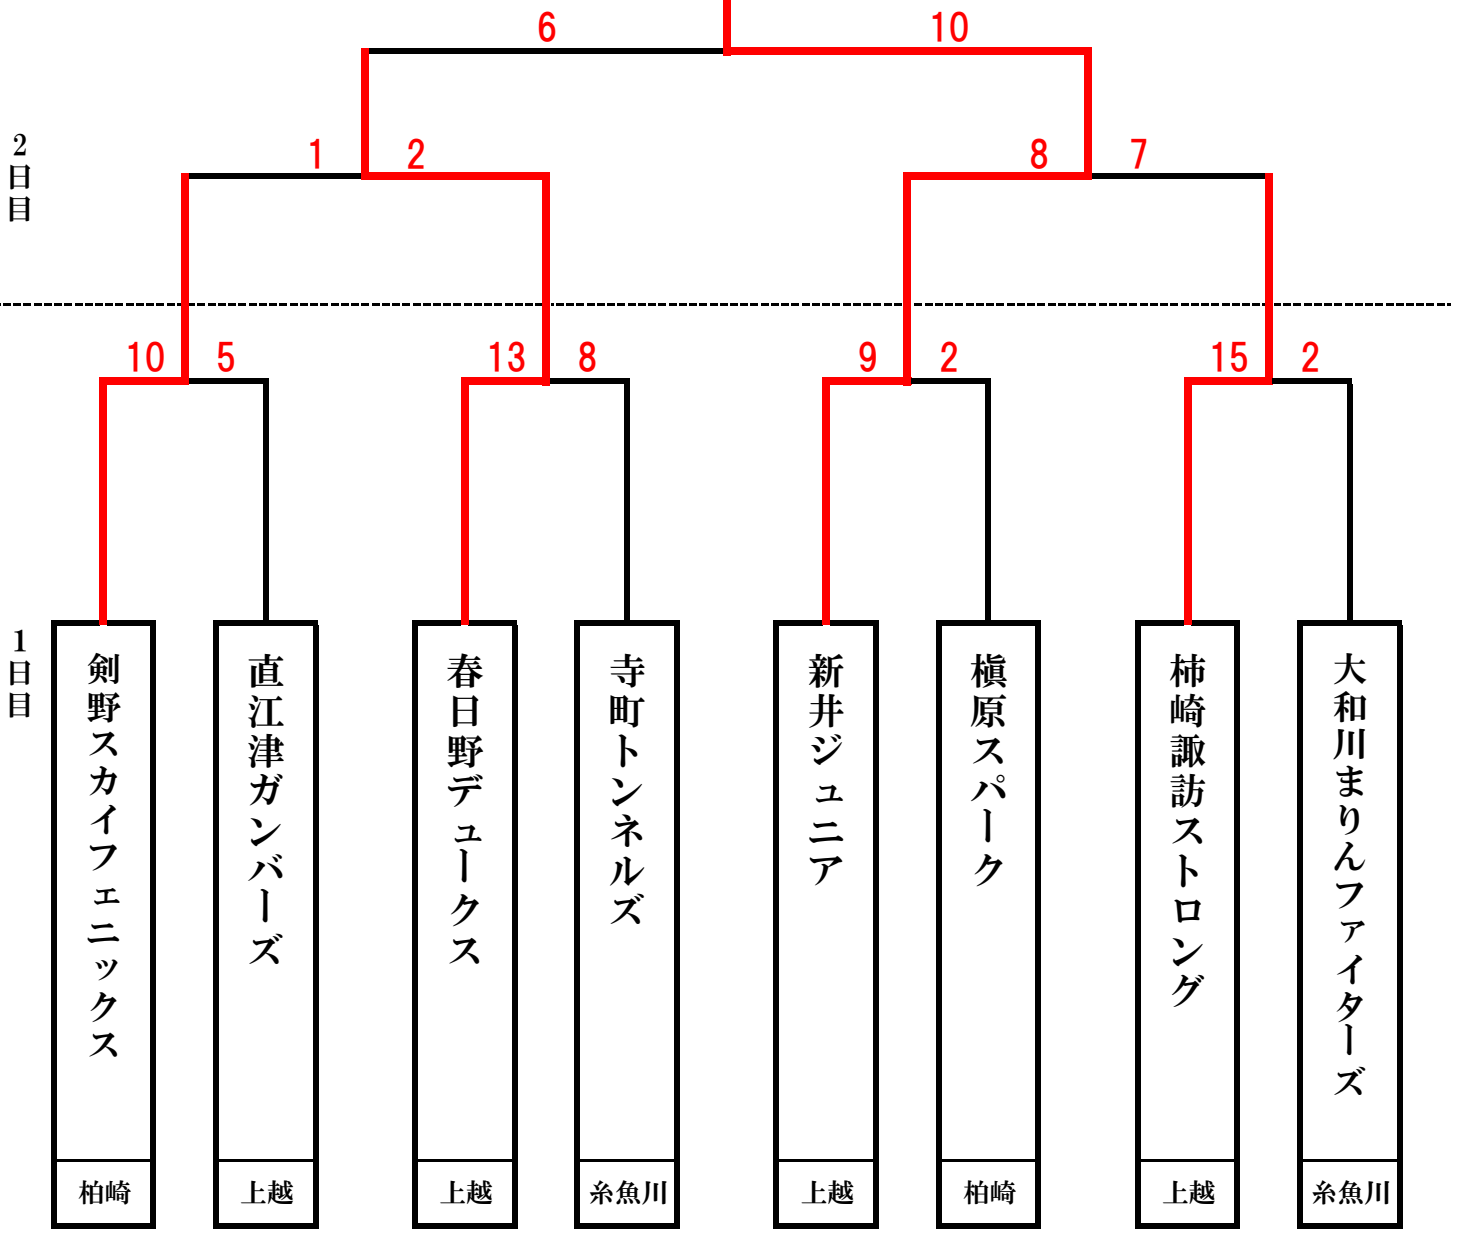 6 10
2日目
1 2 8 7
10 5 13 8 9 2 15 2
1日目
剣野スカイフェニックス
直江津ガンバーズ
春日野デュークス
寺町トンネルズ
新井ジュニア
槇原スパーク
柿崎諏訪ストロング
大和川まりんファイターズ
柏崎 上越 上越 糸魚川 上越 柏崎 上越 糸魚川